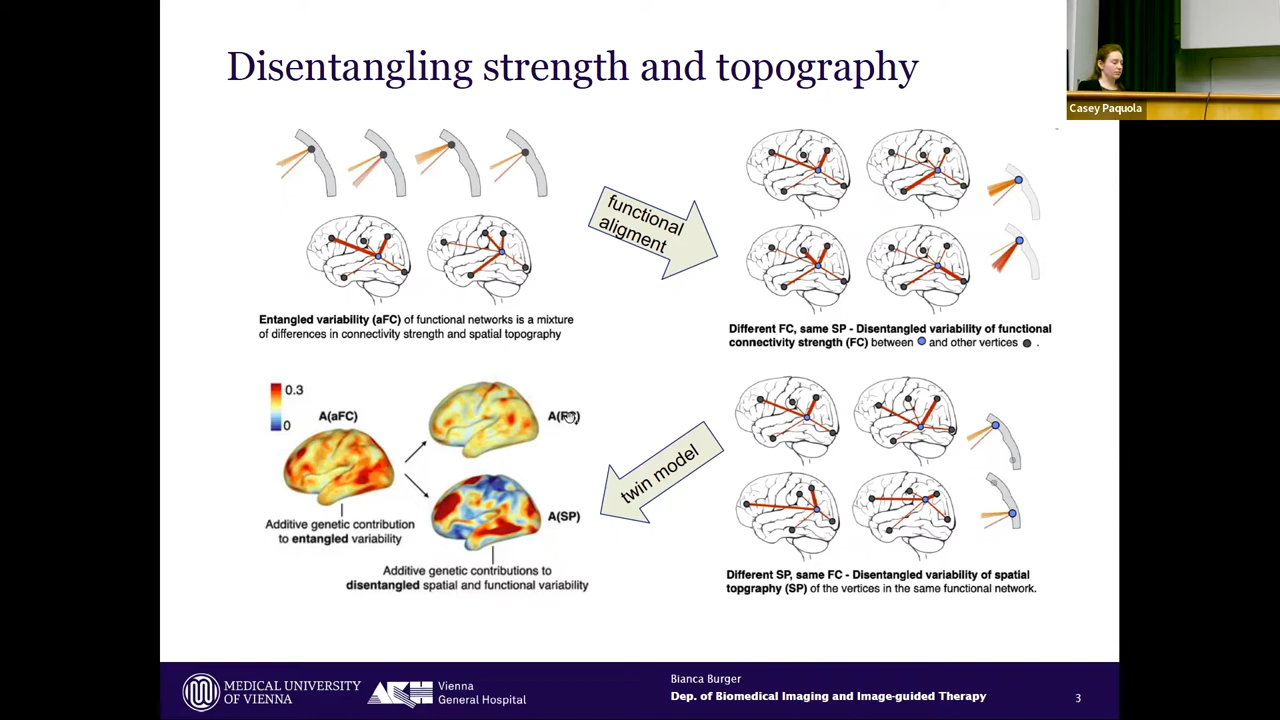 Disentangling strength and topography
Casey Paquola
functional
aligment
Entangled variability (aFC) of functional networks is a mixture
of differences in connectivity strength and spatial topography
Different FC, same SP - Disentangled variability of functional
connectivity strength (FC) between and other vertices .
0.3
0
A(aFC)
A(FC)
A(SP)
Additive genetic contribution
to entangled variability
Additive genetic contributions to
disentangled spatial and functional variability
twin model
Different SP, same FC - Disentangled variability of spatial
topgraphy (SP) of the vertices in the same functional network.
MEDICAL UNIVERSITY
OF VIENNA
Vienna
General Hospital
Bianca Burger
Dep. of Biomedical Imaging and Image-guided Therapy
3